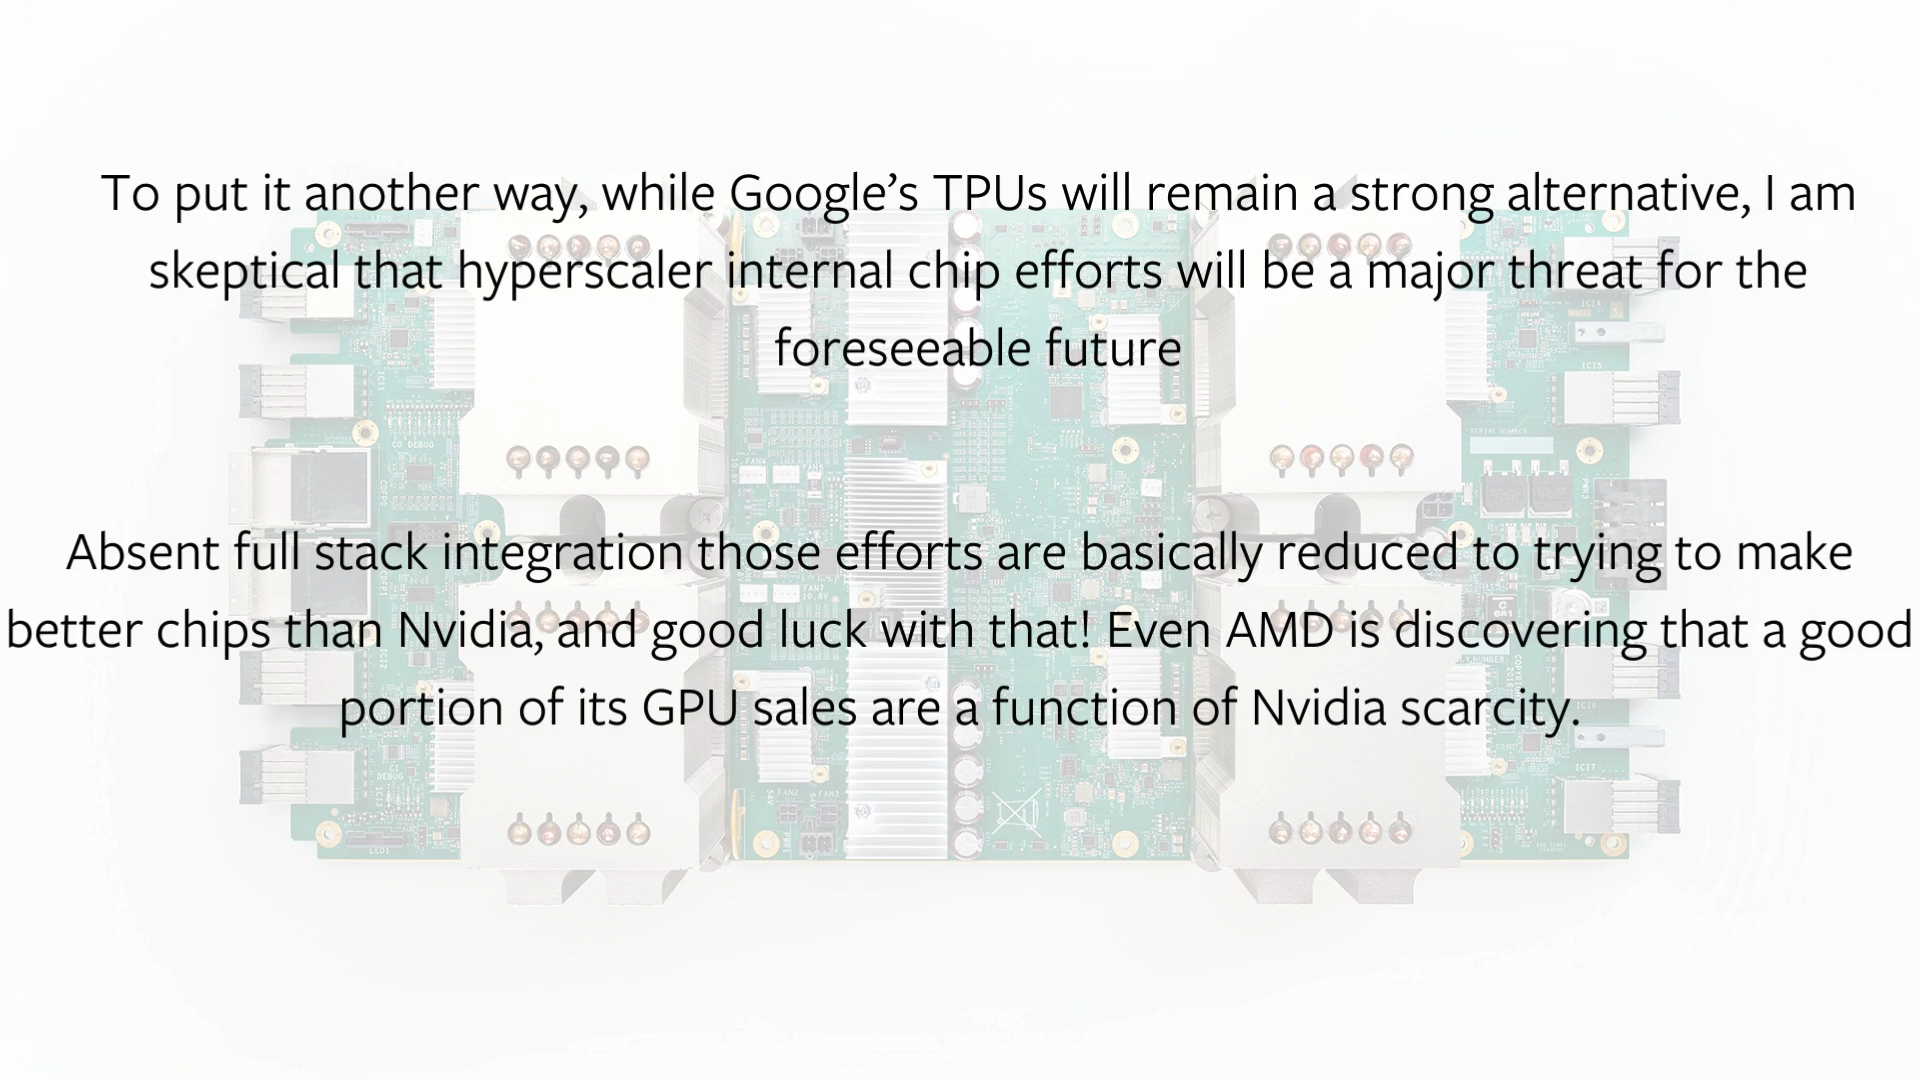 To put it another way, while Google’s TPUs will remain a strong alternative, I am
skeptical that hyperscaler internal chip efforts will be a major threat for the
foreseeable future
Absent full stack integration those efforts are basically reduced to trying to make
better chips than Nvidia, and good luck with that! Even AMD is discovering that a good
portion of its GPU sales are a function of Nvidia scarcity.